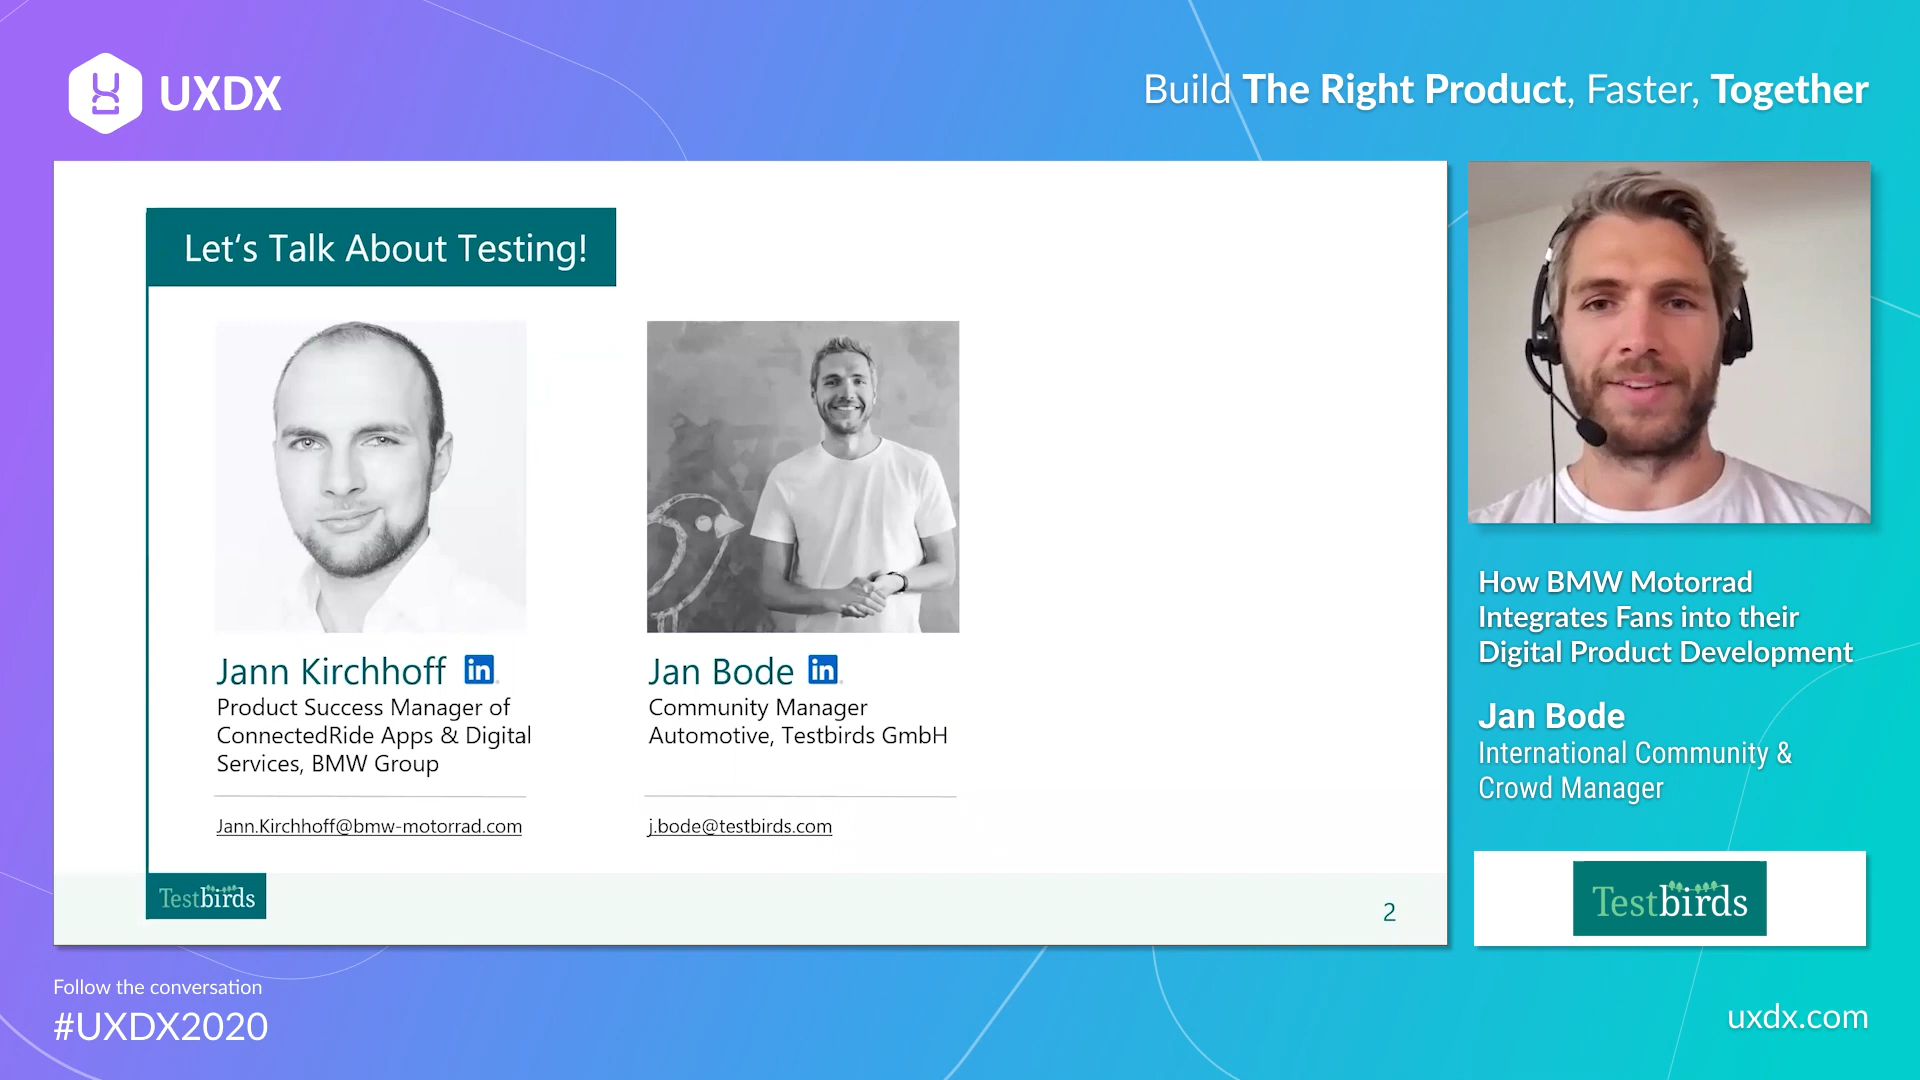 UXDX
Build The Right Product, Faster, Together
Let‘s Talk About Testing!
Jann Kirchhoff in
Product Success Manager of
ConnectedRide Apps & Digital
Services, BMW Group
Jann.Kirchhoff@bmw-motorrad.com
Jan Bode in
Community Manager
Automotive, Testbirds GmbH
j.bode@testbirds.com
Testbirds
2
How BMW Motorrad
Integrates Fans into their
Digital Product Development
Jan Bode
International Community &
Crowd Manager
Testbirds
Follow the conversation
#UXDX2020
uxdx.com